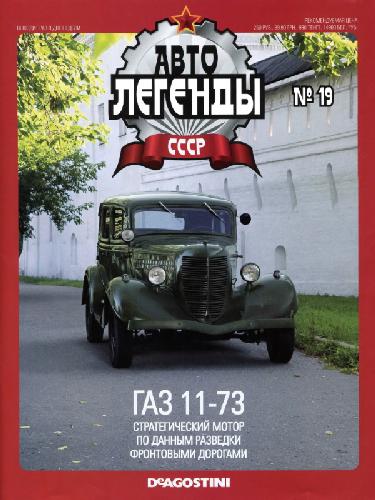 АВТО
ЛЕГЕНДЫ
СССР
№ 19
ГАЗ 11-73
СТРАТЕГИЧЕСКИЙ МОТОР
ПО ДАННЫМ РАЗВЕДКИ
ФРОНТОВЫМИ ДОРОГАМИ
DEAGOSTINI